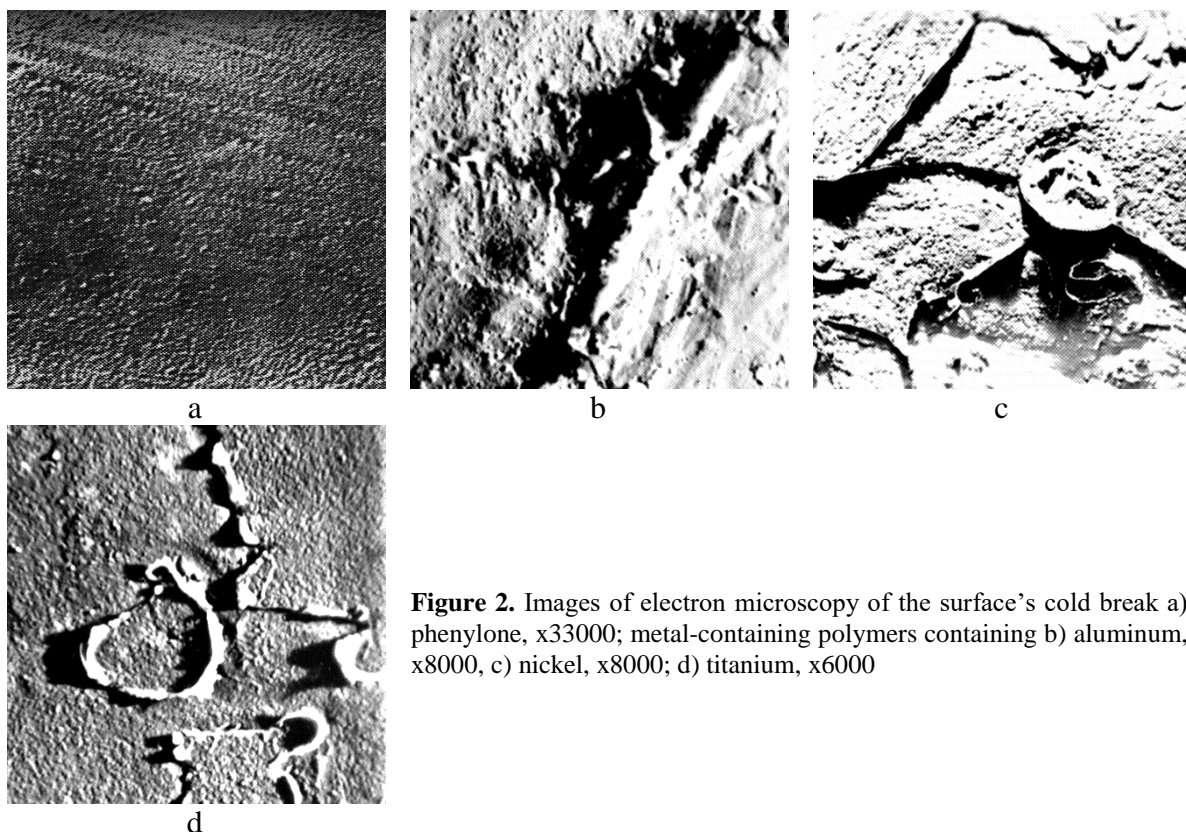 a
b
c
d
Figure 2. Images of electron microscopy of the surface’s cold break a)
phenylone, x33000; metal-containing polymers containing b) aluminum,
x8000, c) nickel, x8000; d) titanium, x6000